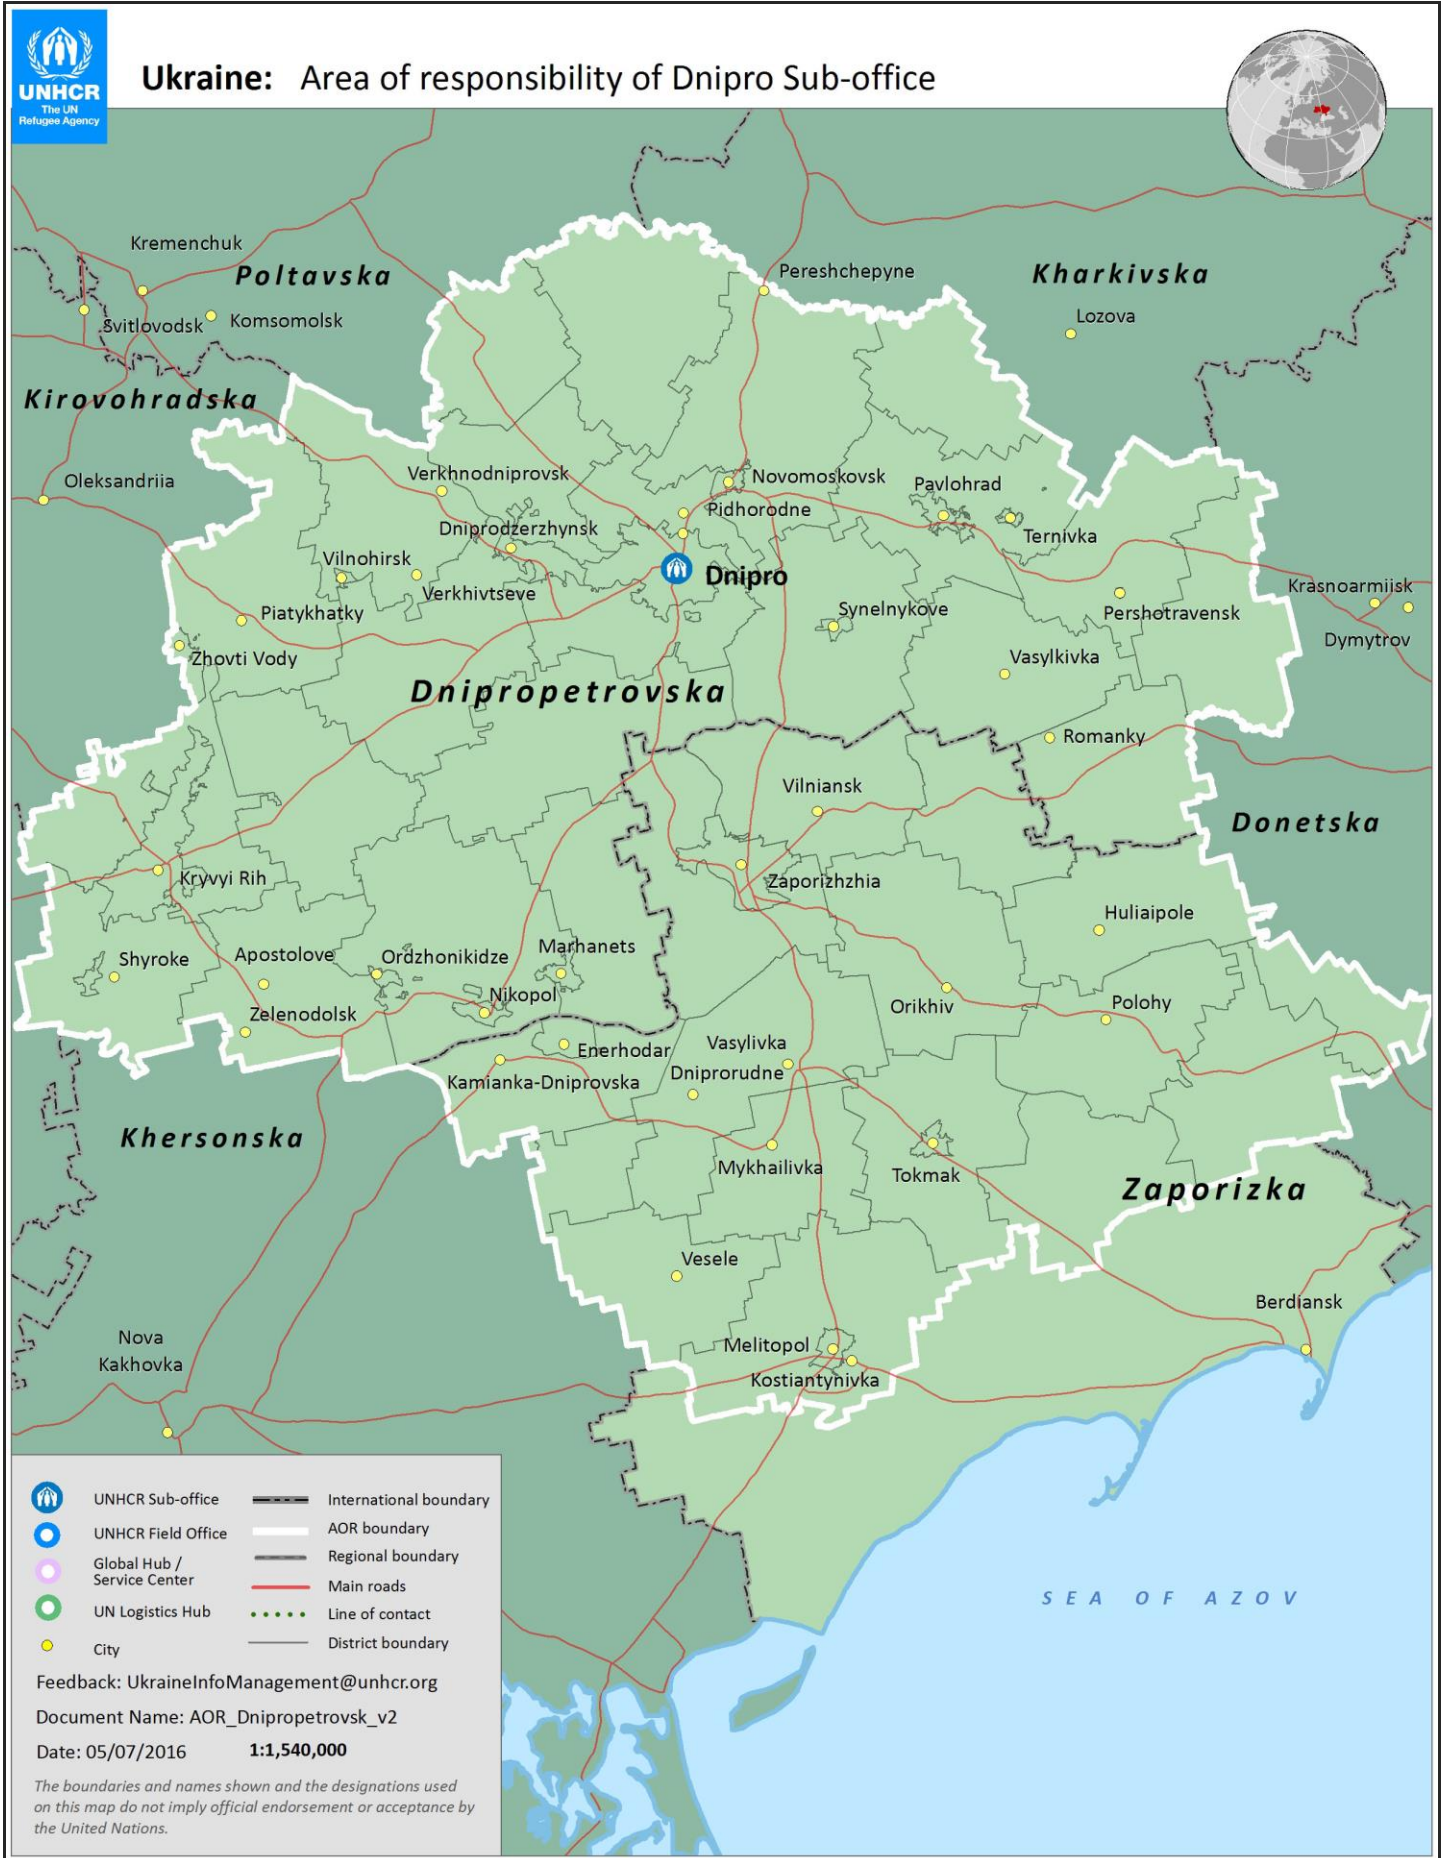 UNHCR
The UN
Refugee Agency
Ukraine: Area of responsibility of Dnipro Sub-office
Kremenchuk
Poltavska
Pereshchepyne
Kharkivska
Svitlovodsk
Komsomolsk
Lozova
Kirovohradska
Oleksandriia
Verkhnodniprovsk
Novomoskovsk
Pavlohrad
Pidhorodne
Dniprodzerzhynsk
Ternivka
Vilnohirsk
Dnipro
Verkhivtseve
Krasnoarmiisk
Piatykhatky
Synelnykove
Pershotravensk
Dymytrov
Zhovti Vody
Vasylkivka
Dnipropetrovska
Romanky
Vilniansk
Donetska
Kryvyi Rih
Zaporizhzhia
Huliaipole
Shyroke
Apostolove
Ordzhonikidze
Marhanets
Nikopol
Orikhiv
Polohy
Zelenodolsk
Enerhodar
Vasylivka
Kamianka-Dniprovska
Dniprorudne
Khersonska
Mykhailivka
Tokmak
Zaporizka
Vesele
Berdiansk
Nova
Kakhovka
Melitopol
Kostiantynivka
SEA OF AZOV
UNHCR Sub-office
International boundary
UNHCR Field Office
AOR boundary
Global Hub /
Service Center
Regional boundary
Main roads
UN Logistics Hub
Line of contact
City
District boundary
Feedback: UkraineInfoManagement@unhcr.org
Document Name: AOR_Dnipropetrovsk_v2
Date: 05/07/2016 1:1,540,000
The boundaries and names shown and the designations used
on this map do not imply official endorsement or acceptance by
the United Nations.